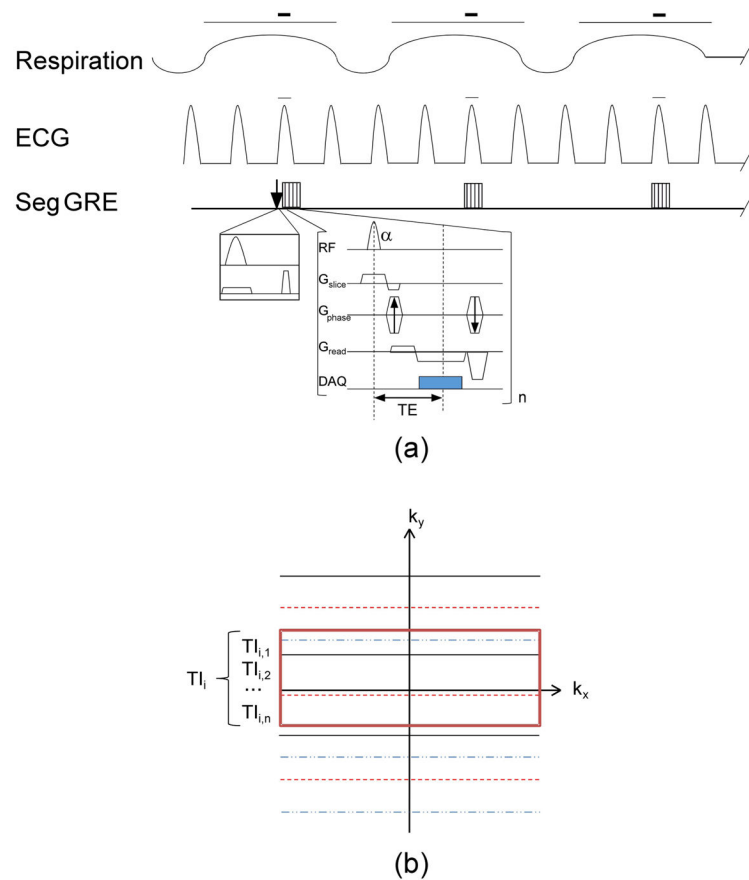 Respiration
ECG
Seg GRE
RF
α
Gslice
Gphase
Gread
DAQ
TE
n
(a)
ky
TIi
TIi,1
TIi,2
...
TIi,n
kx
(b)